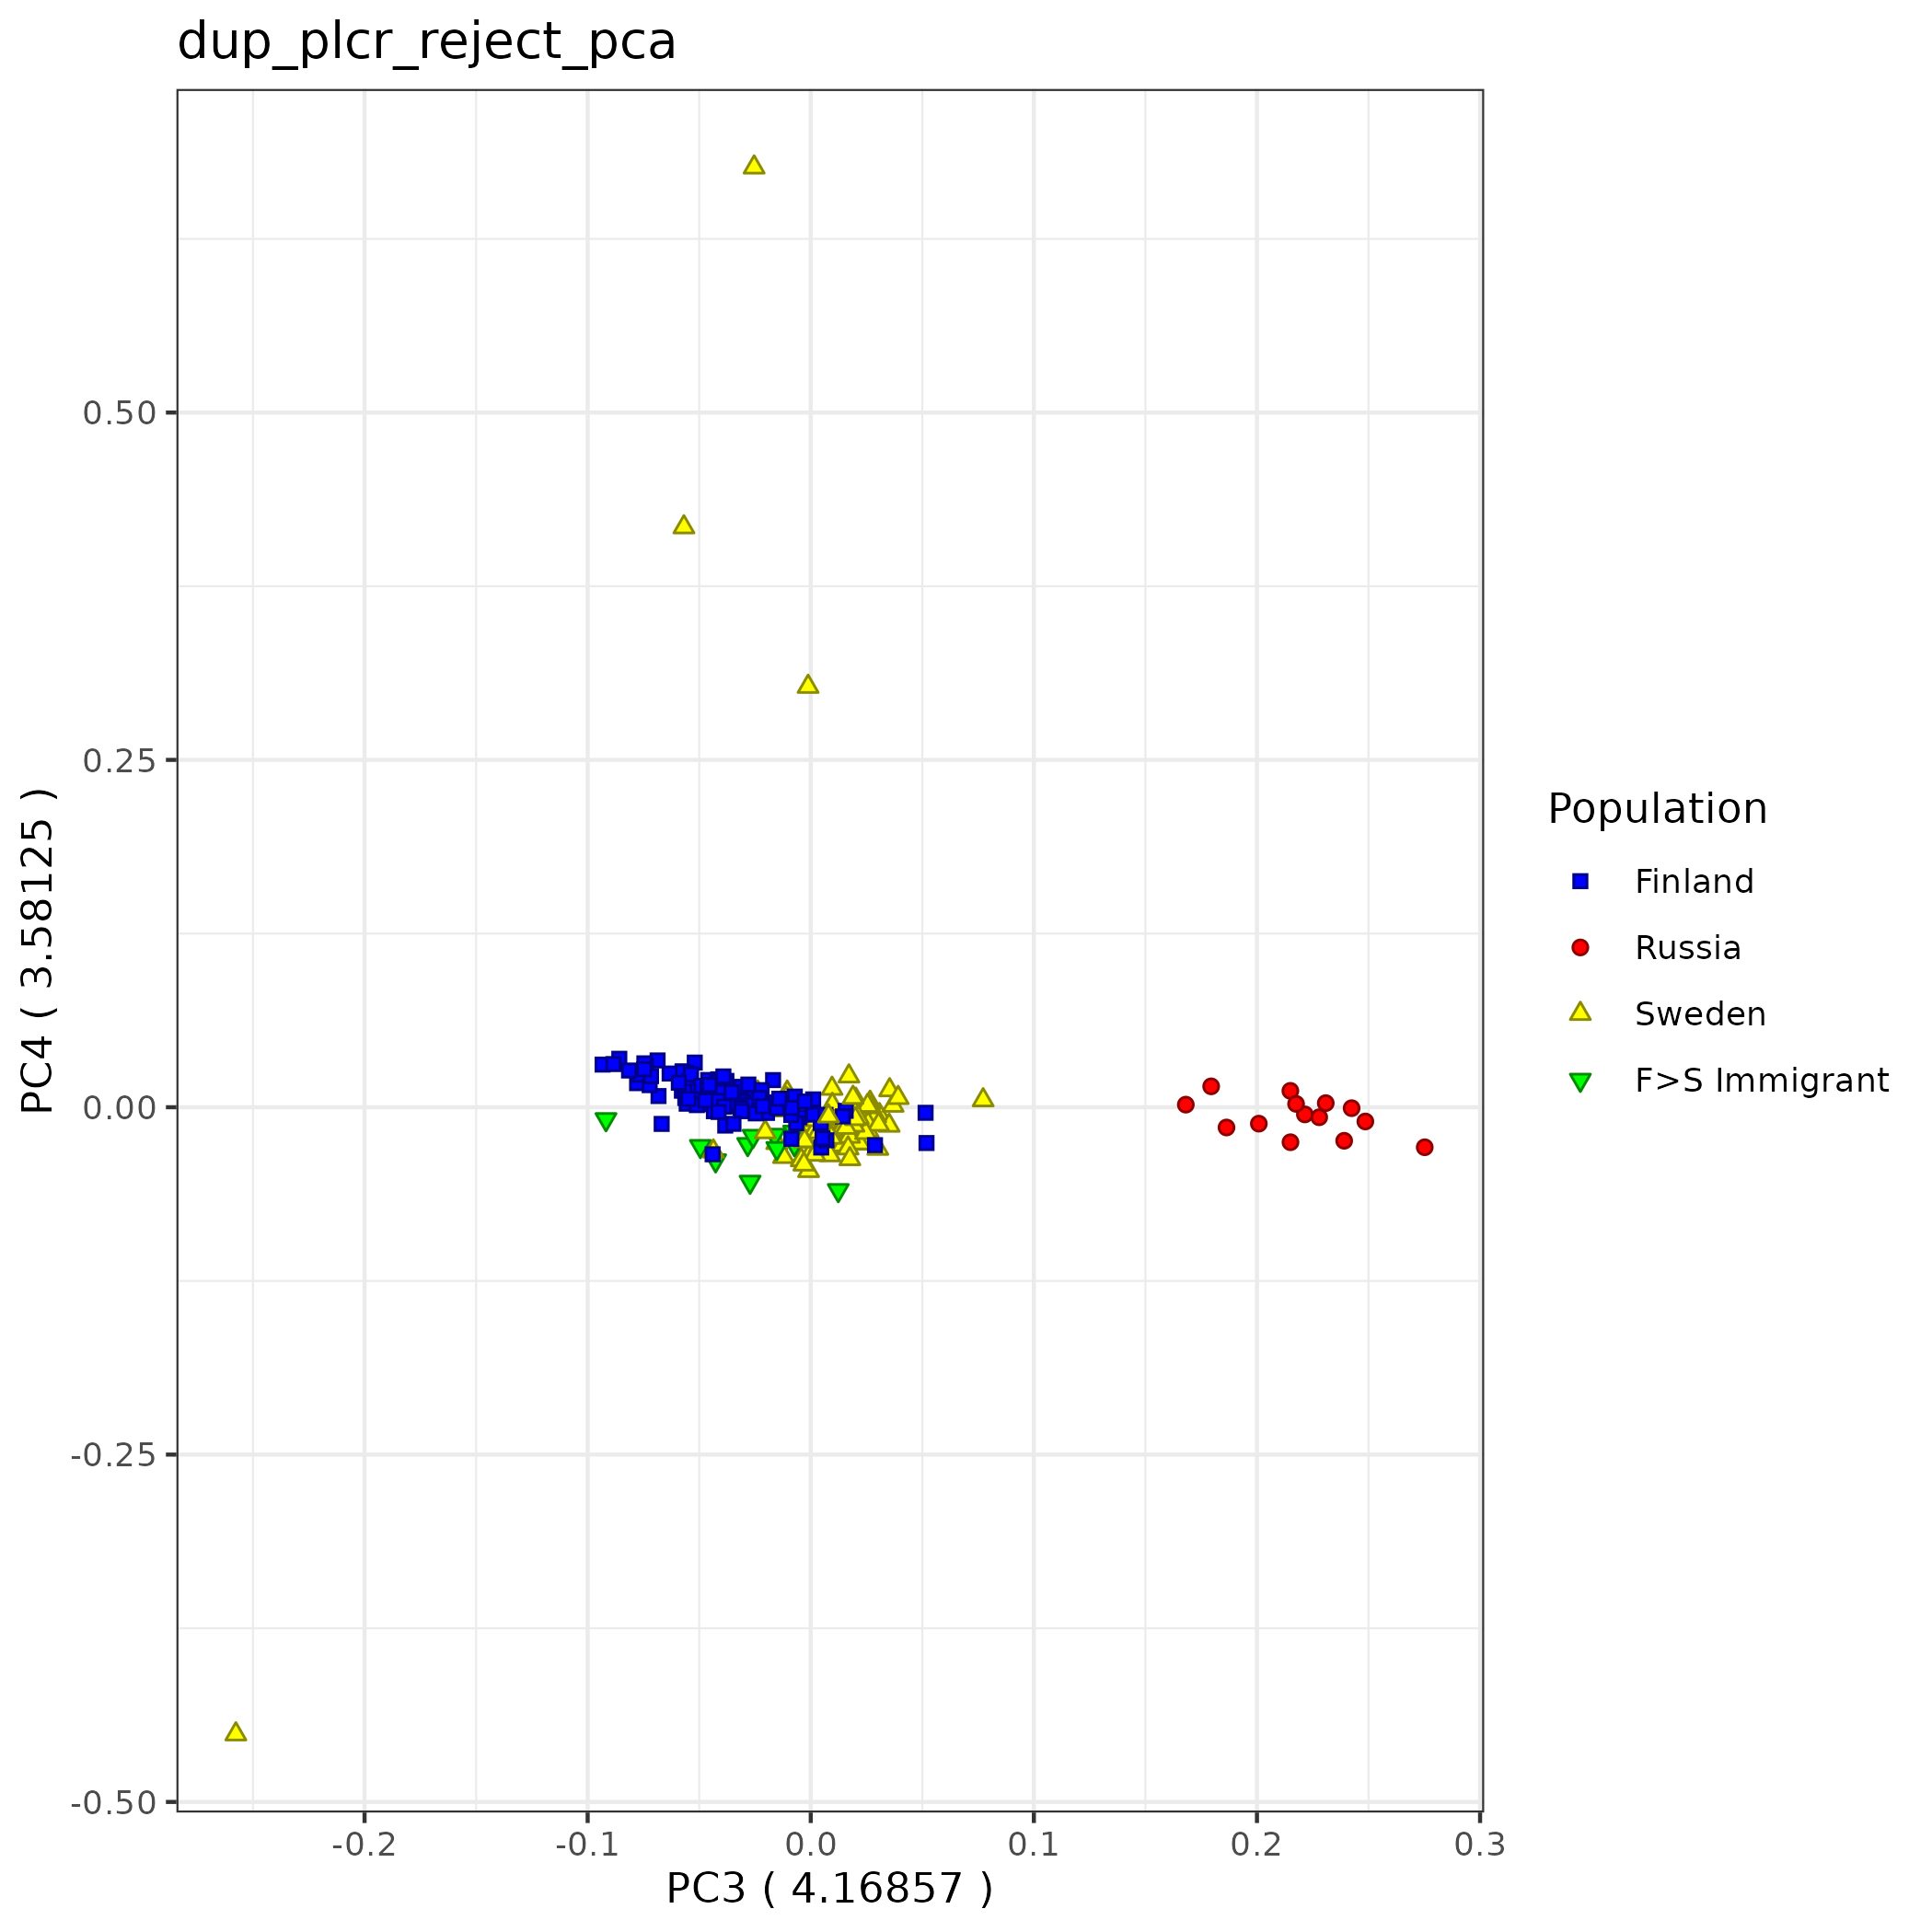 dup_plcr_reject_pca
0.50
0.25
0.00
-0.25
-0.50
PC4 ( 3.58125 )
-0.2
-0.1
0.0
0.1
0.2
0.3
PC3 ( 4.16857 )
Population
Finland
Russia
Sweden
F>S Immigrant